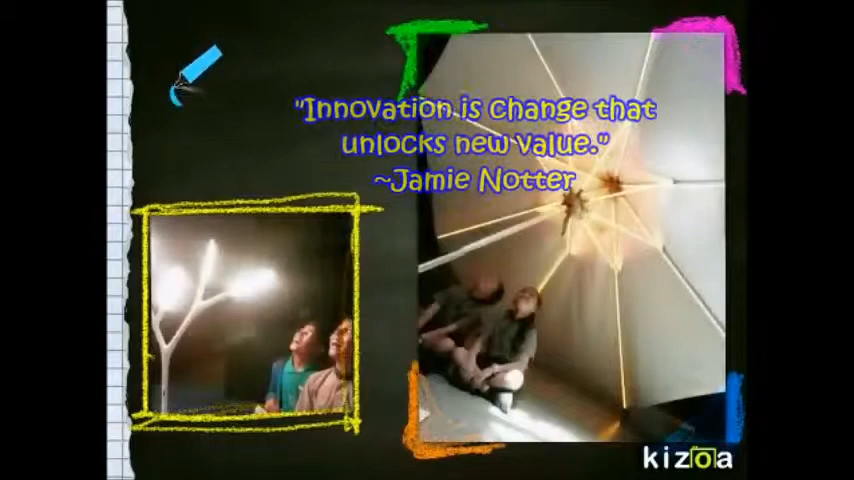 "Innovation is change that
unlocks new value."
~Jamie Notter
kizoa